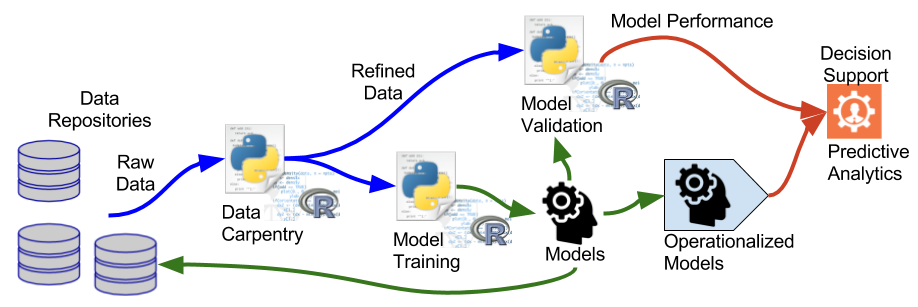 Model Performance
Decision
Support
Refined
Data
Data
Repositories
Model
Validation
Raw
Data
Predictive
Analytics
Data
Carpentry
Model
Training
Models
Operationalized
Models